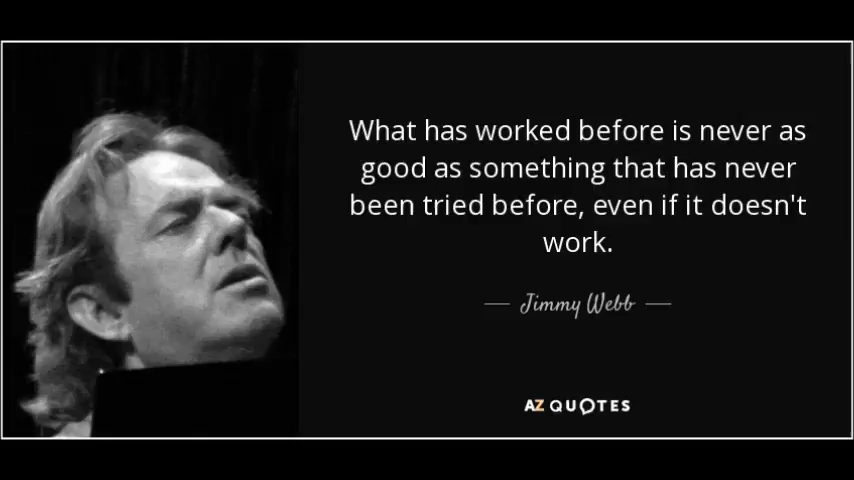 What has worked before is never as
good as something that has never
been tried before, even if it doesn't
work.
— Jimmy Webb —
AZ QUOTES